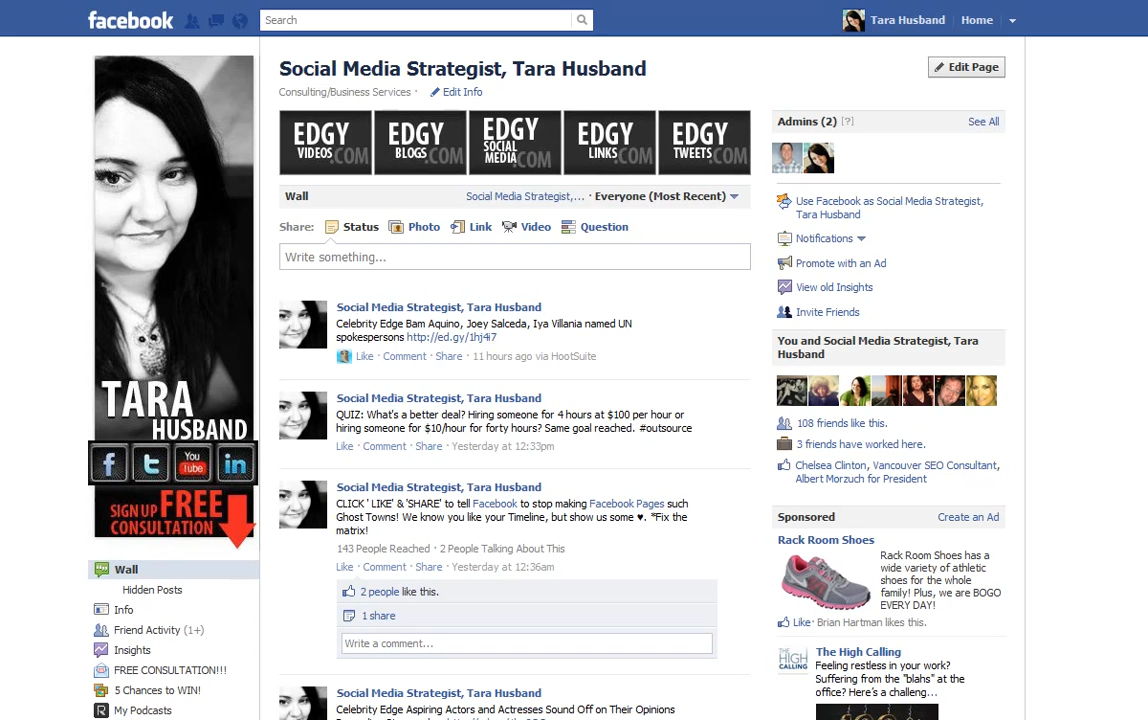 facebook
Search
Tara Husband
Home
TARA
HUSBAND
f
t
You
Tube
in
SIGN UP FREE
CONSULTATION
Wall
Hidden Posts
Info
Friend Activity (1+)
Insights
FREE CONSULTATION!!!
5 Chances to WIN!
My Podcasts
Social Media Strategist, Tara Husband
Edit Page
Consulting/Business Services ·
Edit Info
EDGY
VIDEOS.COM
EDGY
BLOGS.COM
EDGY
SOCIAL
MEDIA.COM
EDGY
LINKS.COM
EDGY
TWEETS.COM
Wall
Social Media Strategist,... · Everyone (Most Recent)
Share: Status Photo Link Video Question
Write something...
Social Media Strategist, Tara Husband
Celebrity Edge Bam Aquino, Joey Salceda, Iya Villania named UN
spokespersons http://ed.gy/1hj4i7
Like · Comment · Share · 11 hours ago via HootSuite
Social Media Strategist, Tara Husband
QUIZ: What's a better deal? Hiring someone for 4 hours at $100 per hour or
hiring someone for $10/hour for forty hours? Same goal reached. #outsource
Like · Comment · Share · Yesterday at 12:33pm
Social Media Strategist, Tara Husband
CLICK ' LIKE' & 'SHARE' to tell Facebook to stop making Facebook Pages such
Ghost Towns! We know you like your Timeline, but show us some ♥. *Fix the
matrix!
143 People Reached · 2 People Talking About This
Like · Comment · Share · Yesterday at 12:36am
2 people like this.
1 share
Write a comment...
Social Media Strategist, Tara Husband
Celebrity Edge Aspiring Actors and Actresses Sound Off on Their Opinions
Admins (2) [?]
See All
Use Facebook as Social Media Strategist,
Tara Husband
Notifications
Promote with an Ad
View old Insights
Invite Friends
You and Social Media Strategist, Tara
Husband
108 friends like this.
3 friends have worked here.
Chelsea Clinton, Vancouver SEO Consultant,
Albert Morzuch for President
Sponsored
Create an Ad
Rack Room Shoes
Rack Room Shoes has a
wide variety of athletic
shoes for the whole
family! Plus, we are BOGO
EVERY DAY!
Like · Brian Hartman likes this.
THE
HIGH
CALLING
The High Calling
Feeling restless in your work?
Suffering from the "blahs" at the
office? Here's a challeng...